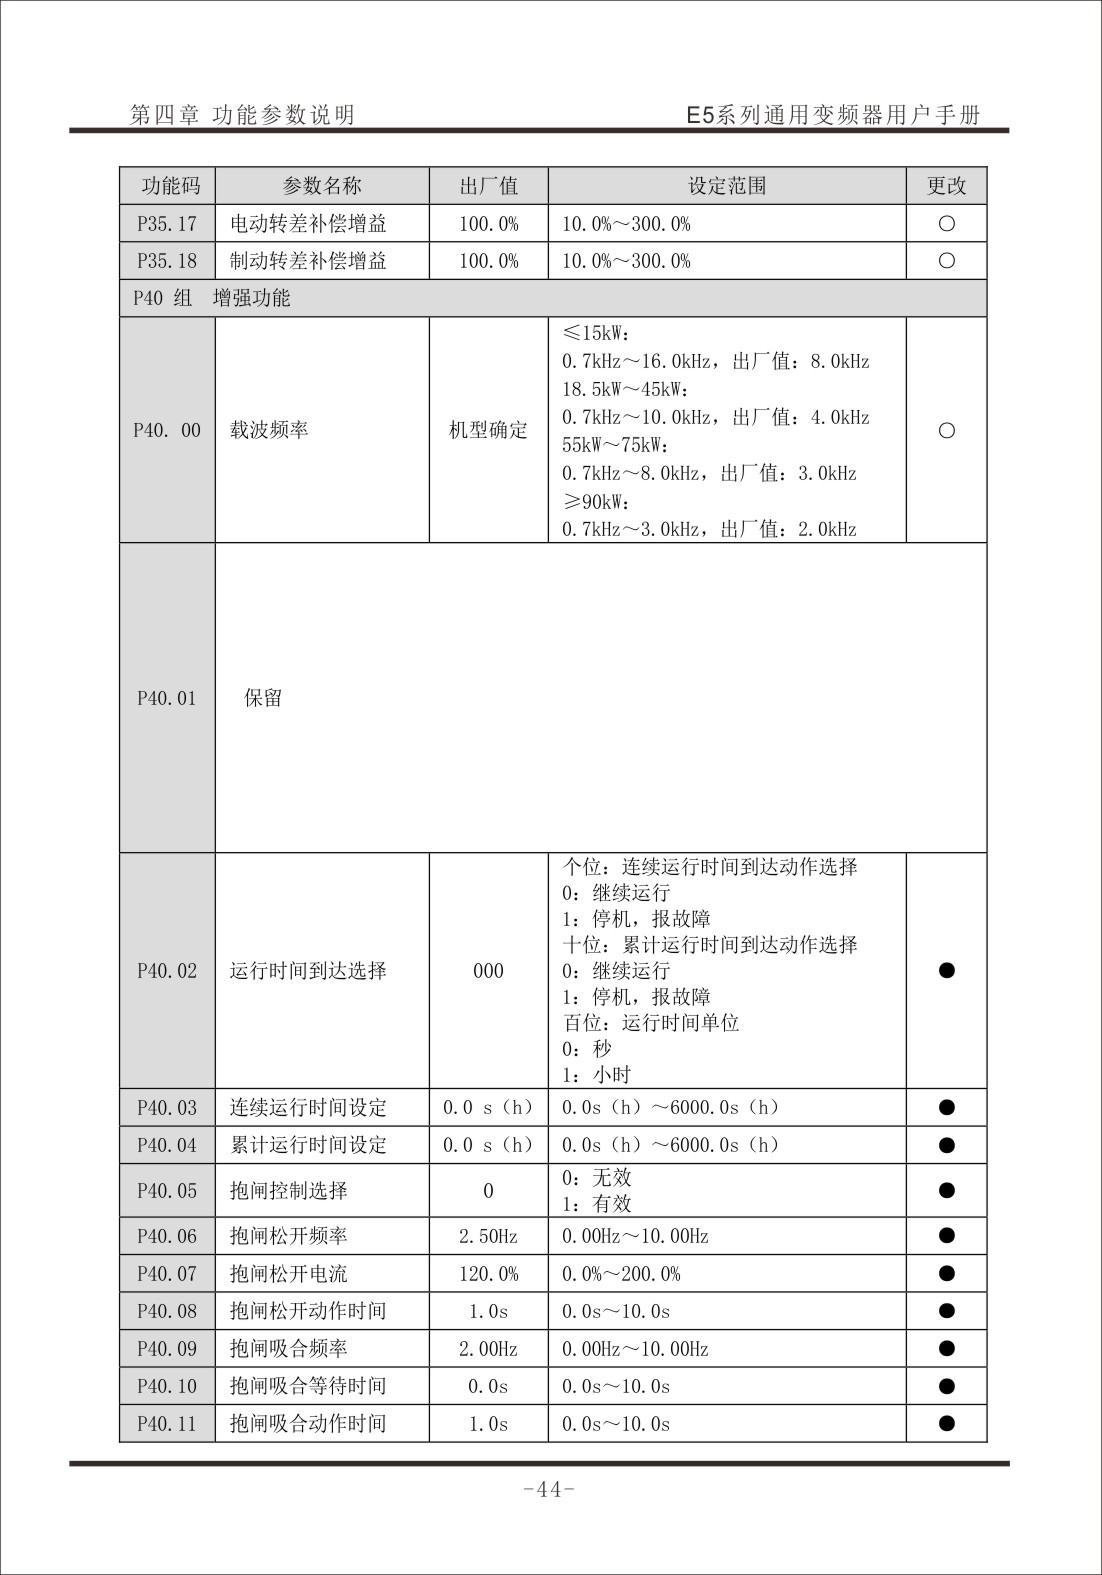 第四章 功能参数说明 E5系列通用变频器用户手册
功能码 参数名称 出厂值 设定范围 更改
P35.17 电动转差补偿增益 100.0% 10.0%～300.0% ○
P35.18 制动转差补偿增益 100.0% 10.0%～300.0% ○
P40 组 增强功能
P40. 00 载波频率 机型确定
≤15kW：
0.7kHz～16.0kHz，出厂值：8.0kHz
18.5kW～45kW：
0.7kHz～10.0kHz，出厂值：4.0kHz
55kW～75kW：
0.7kHz～8.0kHz，出厂值：3.0kHz
≥90kW：
0.7kHz～3.0kHz，出厂值：2.0kHz
○
P40.01 保留
P40.02 运行时间到达选择 000
个位：连续运行时间到达动作选择
0：继续运行
1：停机，报故障
十位：累计运行时间到达动作选择
0：继续运行
1：停机，报故障
百位：运行时间单位
0：秒
1：小时
●
P40.03 连续运行时间设定 0.0 s（h） 0.0s（h）～6000.0s（h） ●
P40.04 累计运行时间设定 0.0 s（h） 0.0s（h）～6000.0s（h） ●
P40.05 抱闸控制选择 0
0：无效
1：有效
●
P40.06 抱闸松开频率 2.50Hz 0.00Hz～10.00Hz ●
P40.07 抱闸松开电流 120.0% 0.0%～200.0% ●
P40.08 抱闸松开动作时间 1.0s 0.0s～10.0s ●
P40.09 抱闸吸合频率 2.00Hz 0.00Hz～10.00Hz ●
P40.10 抱闸吸合等待时间 0.0s 0.0s～10.0s ●
P40.11 抱闸吸合动作时间 1.0s 0.0s～10.0s ●
-44-